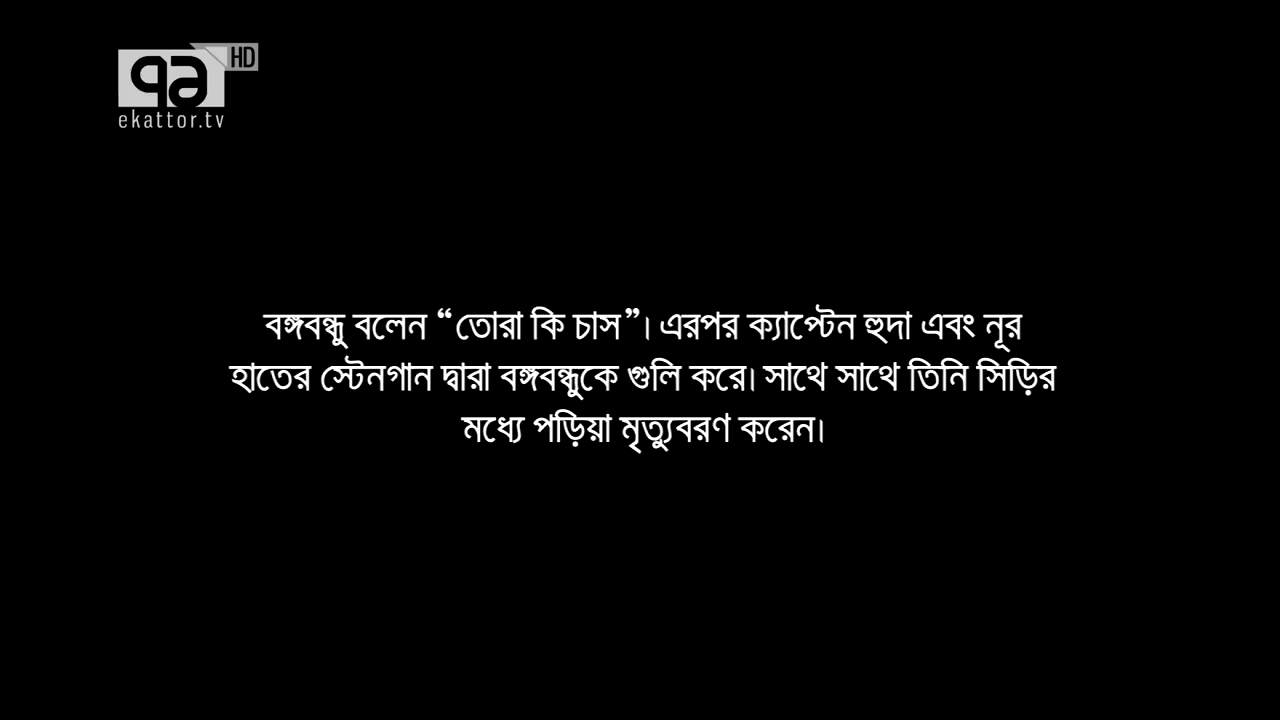 ৭১ HD
ekattor.tv
বঙ্গবন্ধু বলেন “তোরা কি চাস”। এরপর ক্যাপ্টেন হুদা এবং নূর
হাতের স্টেনগান দ্বারা বঙ্গবন্ধুকে গুলি করে। সাথে সাথে তিনি সিড়ির
মধ্যে পড়িয়া মৃত্যুবরণ করেন।